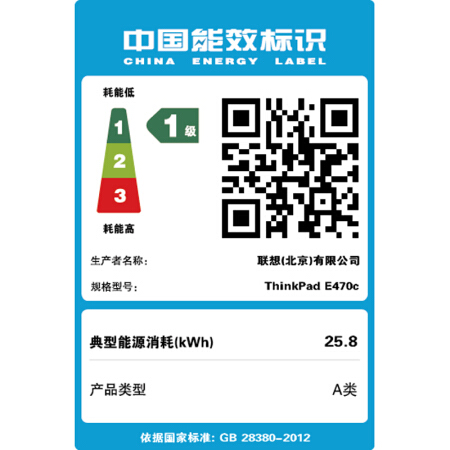 中国能效标识
CHINA ENERGY LABEL
耗能低
1
1级
2
3
耗能高
生产者名称: 联想(北京)有限公司
规格型号: ThinkPad E470c
典型能源消耗(kWh) 25.8
产品类型 A类
依据国家标准: GB 28380-2012